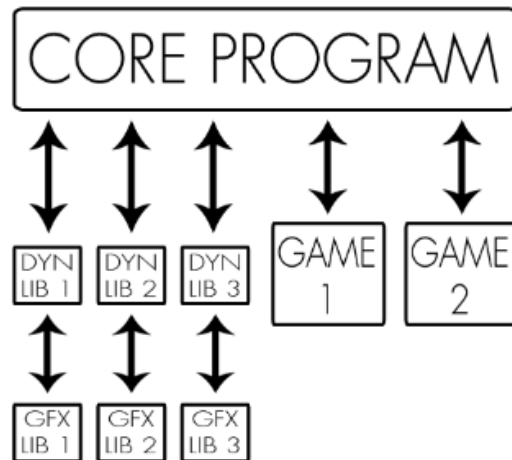 CORE PROGRAM
DYN
LIB 1
DYN
LIB 2
DYN
LIB 3
GAME
1
GAME
2
GFX
LIB 1
GFX
LIB 2
GFX
LIB 3